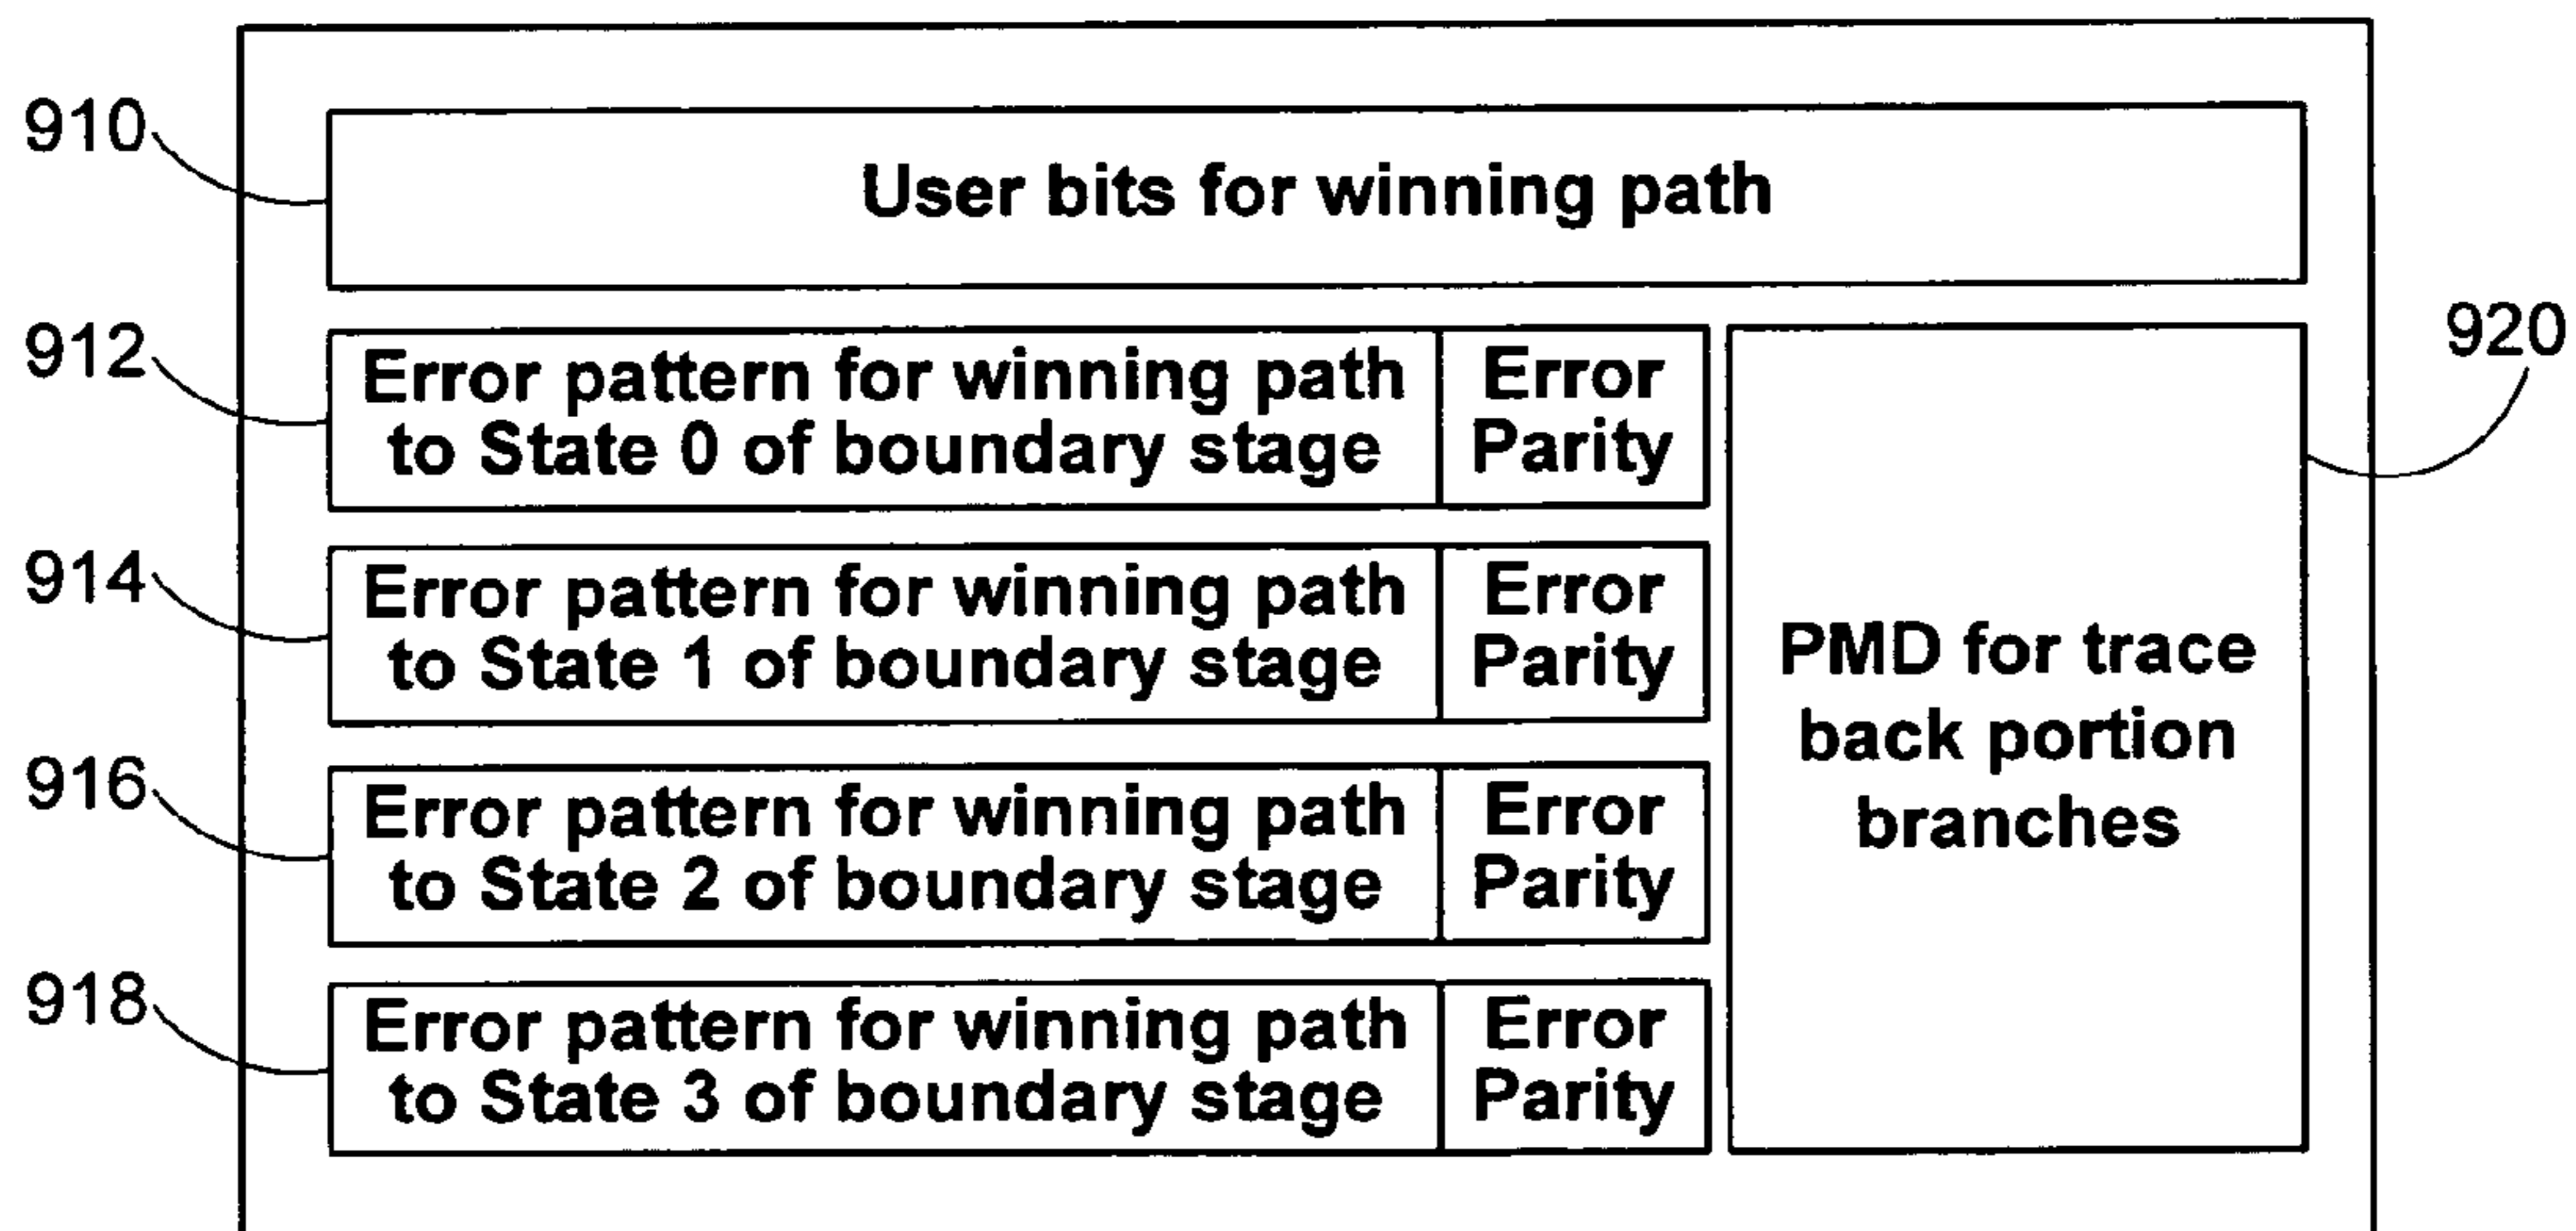 910
User bits for winning path
912
Error pattern for winning path
to State 0 of boundary stage
Error
Parity
920
914
Error pattern for winning path
to State 1 of boundary stage
Error
Parity
PMD for trace
back portion
branches
916
Error pattern for winning path
to State 2 of boundary stage
Error
Parity
918
Error pattern for winning path
to State 3 of boundary stage
Error
Parity